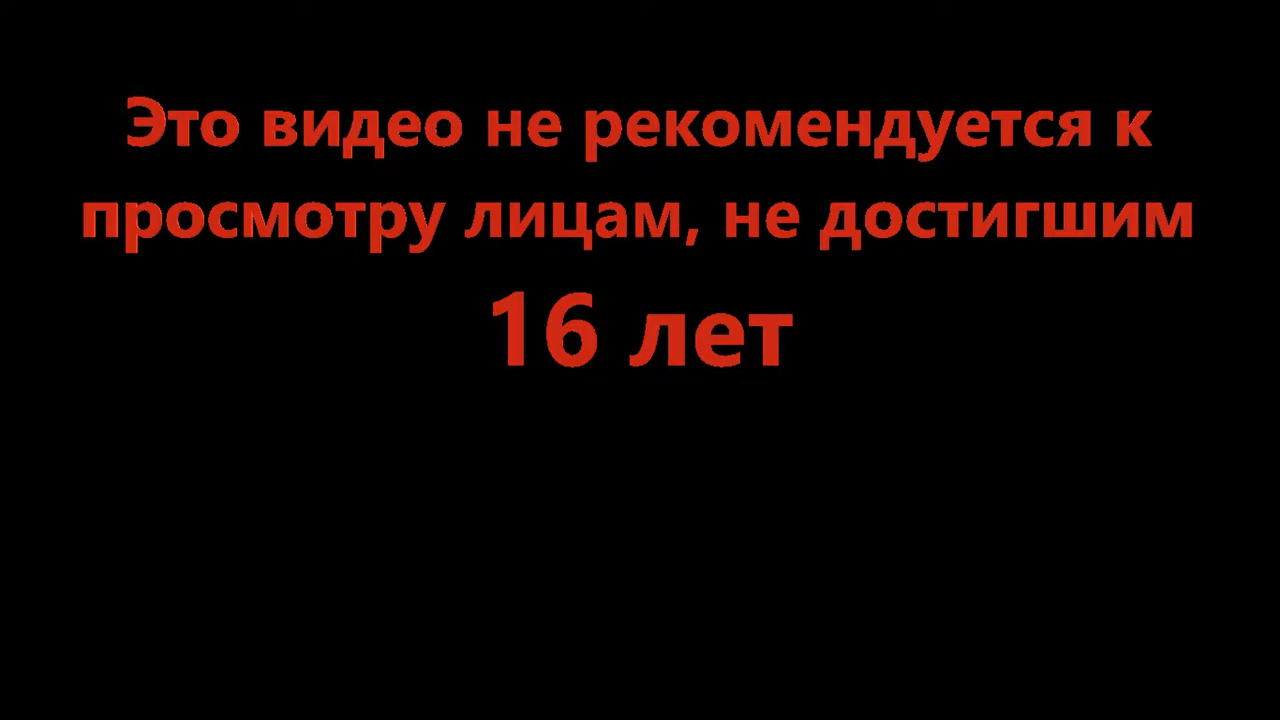 Это видео не рекомендуется к
просмотру лицам, не достигшим
16 лет